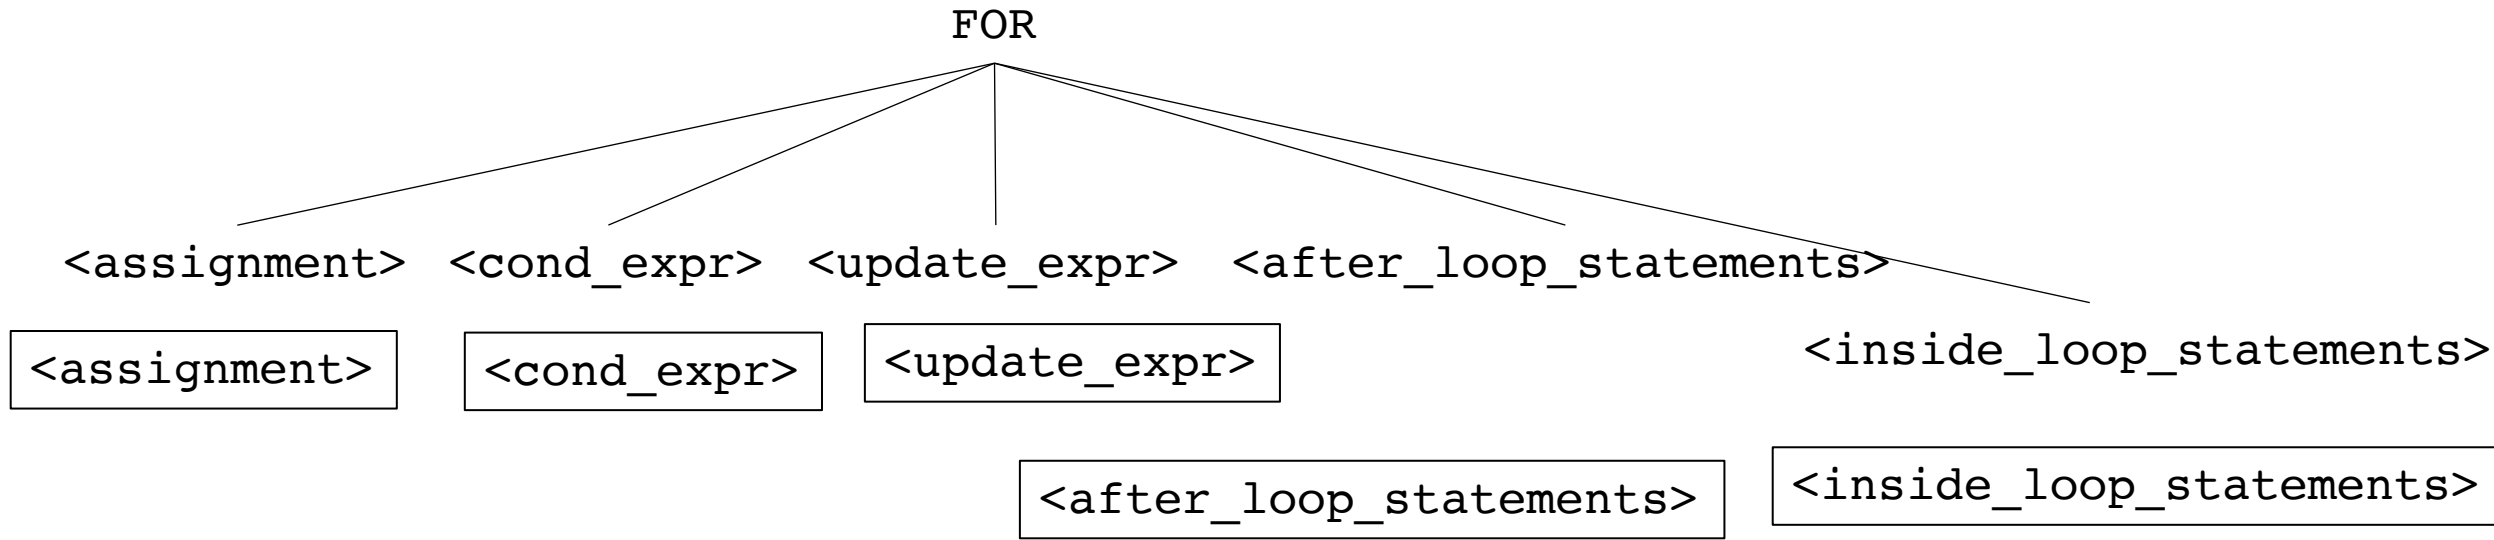 FOR
<assignment> <cond_expr> <update_expr> <after_loop_statements>
<inside_loop_statements>
<assignment>
<cond_expr>
<update_expr>
<after_loop_statements>
<inside_loop_statements>